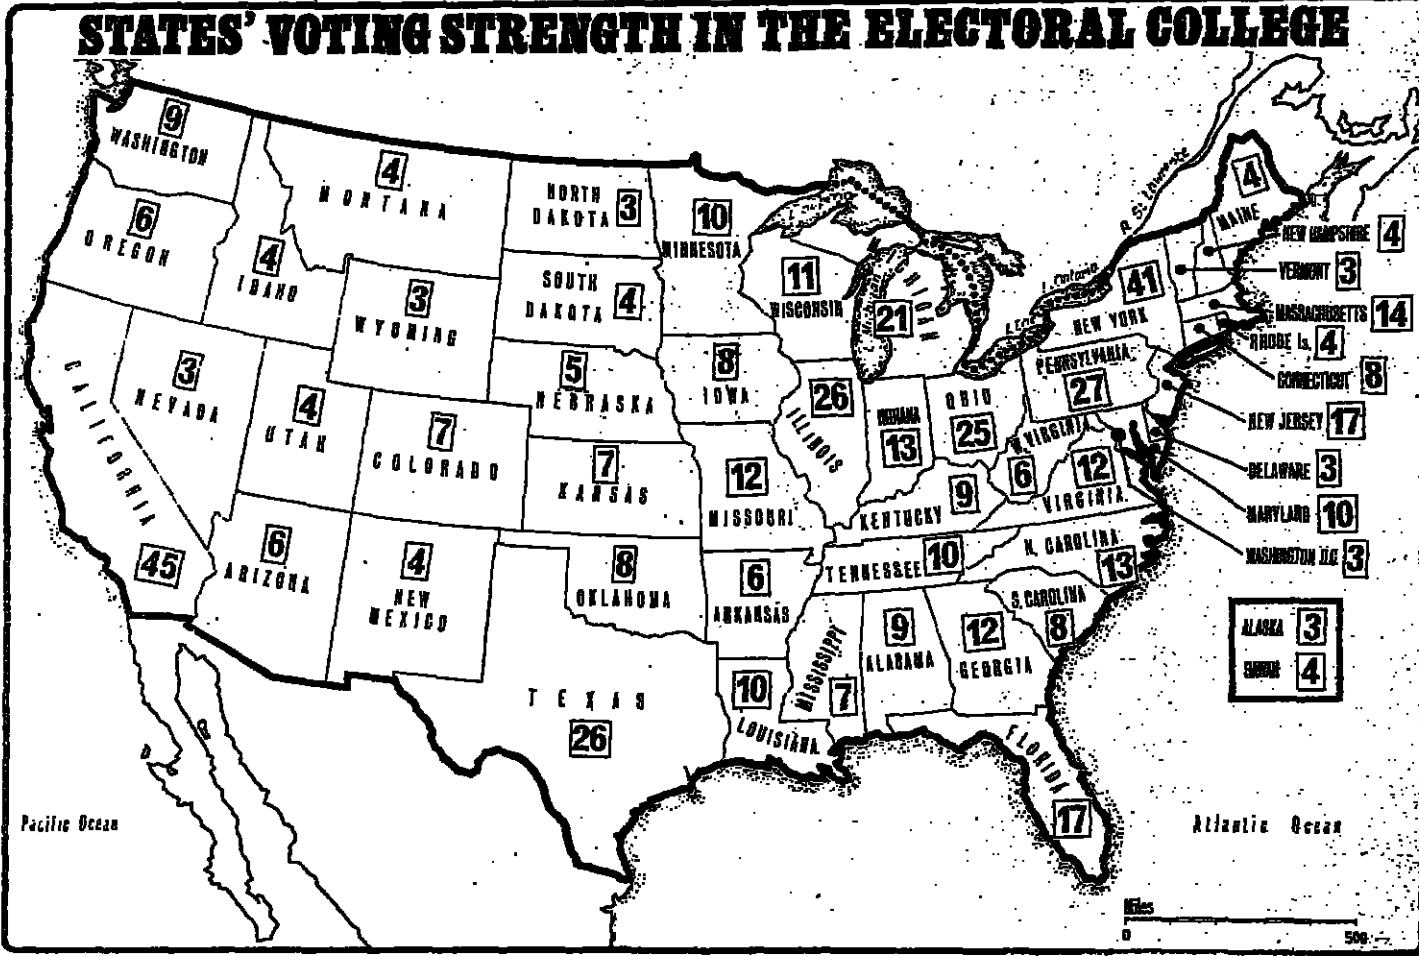 STATES' VOTING STRENGTH IN THE ELECTORAL COLLEGE
9
WASHINGTON
6
OREGON
4
IDAHO
4
MONTANA
3
WYOMING
3
NEVADA
4
UTAH
7
COLORADO
CALIFORNIA
45
6
ARIZONA
4
NEW
MEXICO
NORTH
DAKOTA 3
SOUTH
DAKOTA 4
5
NEBRASKA
7
KANSAS
8
OKLAHOMA
TEXAS
26
10
MINNESOTA
8
IOWA
12
MISSOURI
6
ARKANSAS
10
LOUISIANA
11
WISCONSIN
26
ILLINOIS
MICHIGAN
21
INDIANA
13
OHIO
25
9
KENTUCKY
TENNESSEE 10
MISSISSIPPI
7
9
ALABAMA
12
GEORGIA
FLORIDA
17
S. CAROLINA
8
N. CAROLINA
13
12
VIRGINIA
W. VIRGINIA
6
PENNSYLVANIA
27
41
NEW YORK
4
MAINE
NEW HAMPSHIRE 4
VERMONT 3
MASSACHUSETTS 14
RHODE Is. 4
CONNECTICUT 8
NEW JERSEY 17
DELAWARE 3
MARYLAND 10
WASHINGTON D.C 3
ALASKA 3
HAWAII 4
R. St. Lawrence
L. Ontario
L. Erie
Pacific Ocean
Atlantic Ocean
Miles
0 500